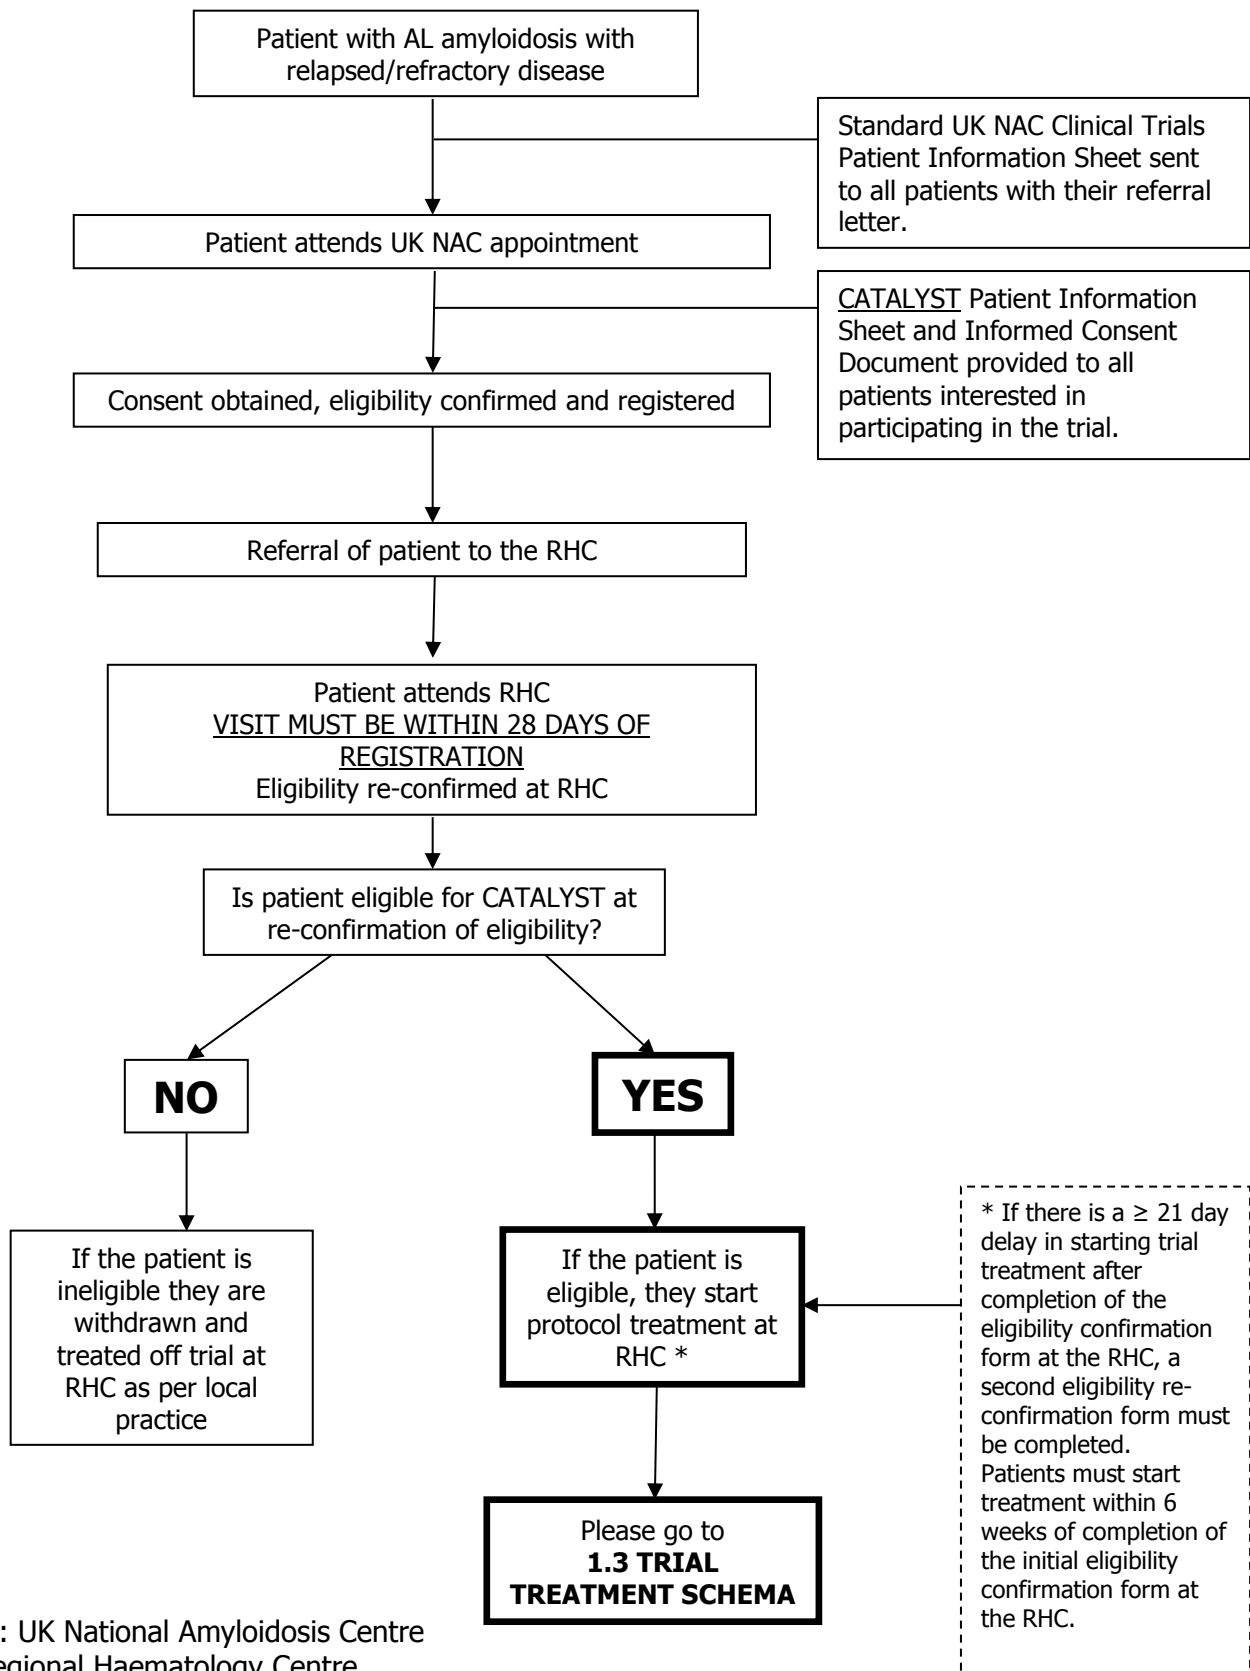 Patient with AL amyloidosis with
relapsed/refractory disease
Standard UK NAC Clinical Trials
Patient Information Sheet sent
to all patients with their referral
letter.
Patient attends UK NAC appointment
CATALYST Patient Information
Sheet and Informed Consent
Document provided to all
patients interested in
participating in the trial.
Consent obtained, eligibility confirmed and registered
Referral of patient to the RHC
Patient attends RHC
VISIT MUST BE WITHIN 28 DAYS OF
REGISTRATION
Eligibility re-confirmed at RHC
Is patient eligible for CATALYST at
re-confirmation of eligibility?
NO
YES
If the patient is
ineligible they are
withdrawn and
treated off trial at
RHC as per local
practice
If the patient is
eligible, they start
protocol treatment at
RHC *
* If there is a ≥ 21 day
delay in starting trial
treatment after
completion of the
eligibility confirmation
form at the RHC, a
second eligibility re-
confirmation form must
be completed.
Patients must start
treatment within 6
weeks of completion of
the initial eligibility
confirmation form at
the RHC.
Please go to
1.3 TRIAL
TREATMENT SCHEMA
: UK National Amyloidosis Centre
egional Haematology Centre